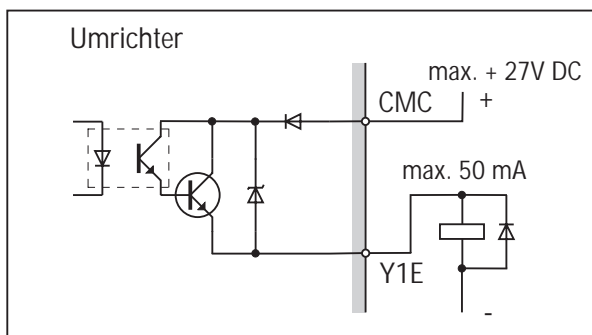 Umrichter
max. + 27V DC
CMC
+
max. 50 mA
Y1E
-